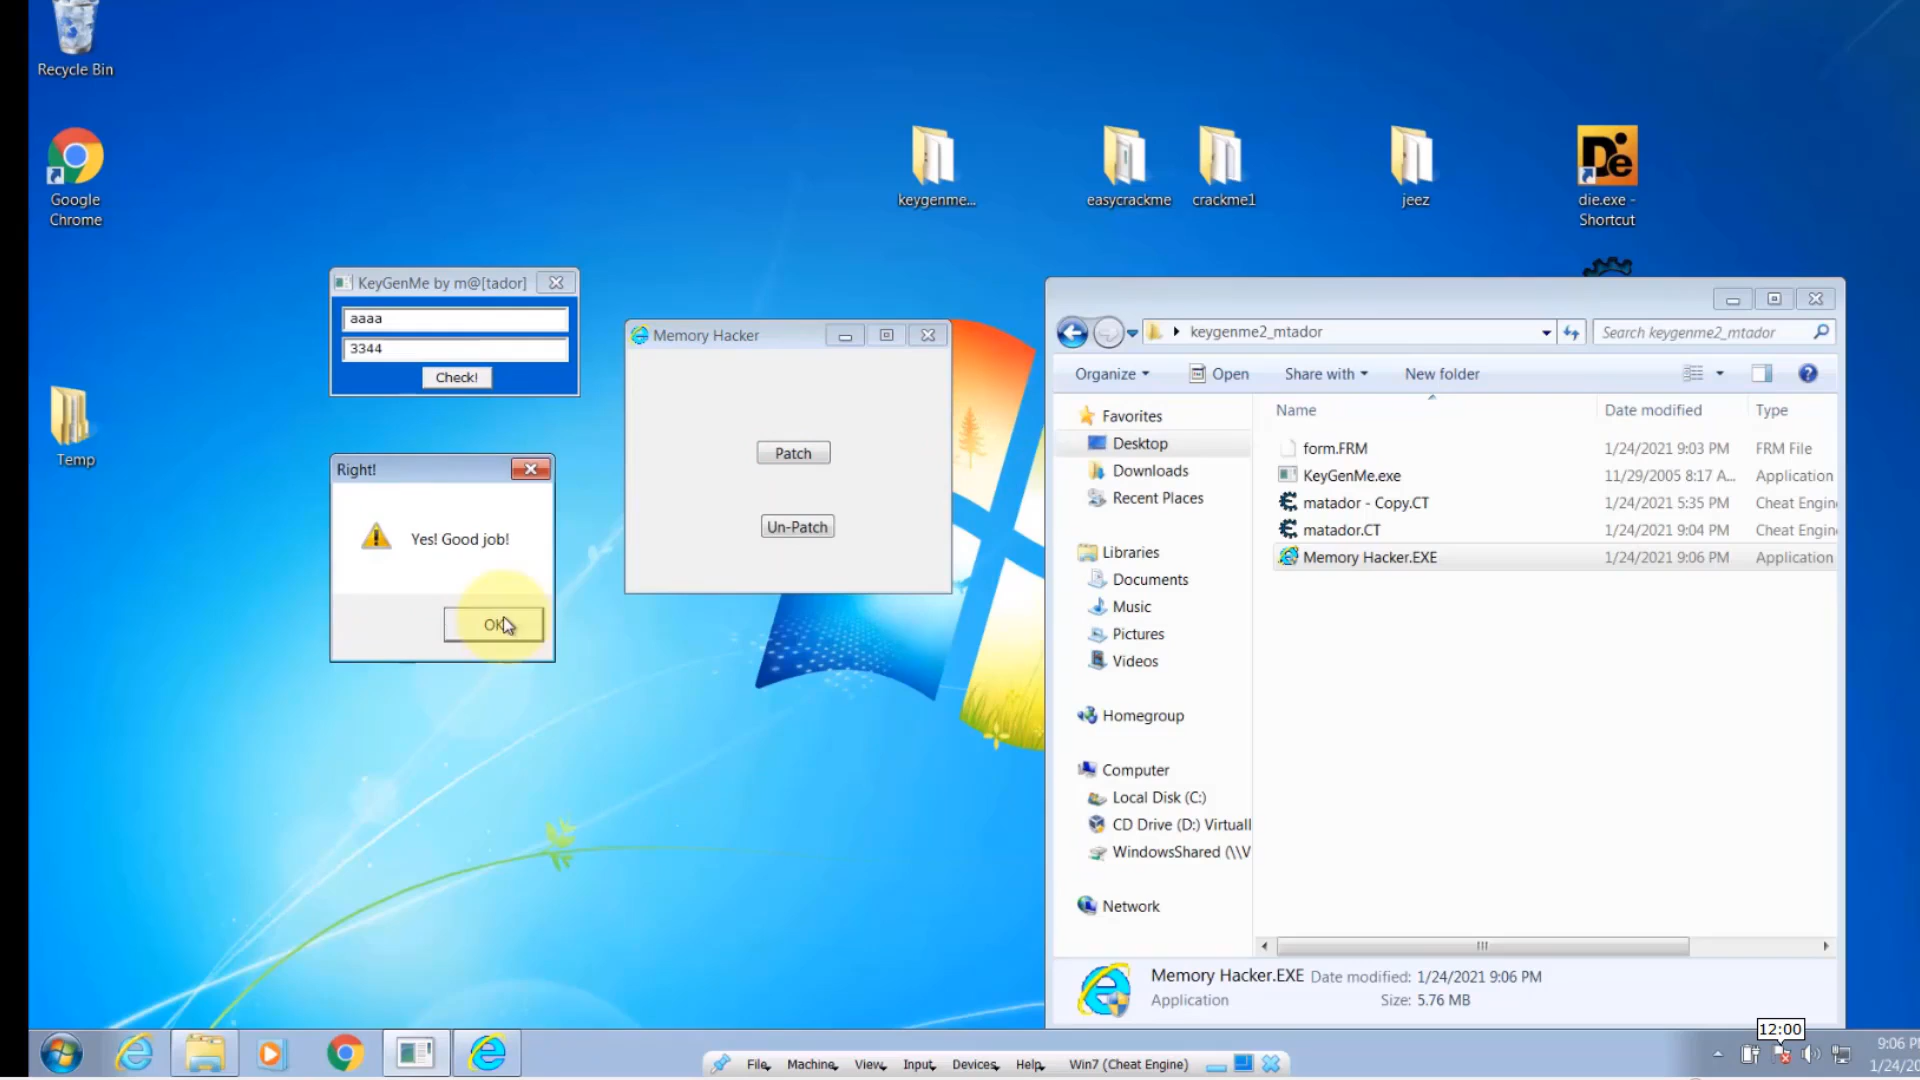 Recycle Bin
Google
Chrome
Temp
keygenme...
easycrackme
crackme1
jeez
die.exe -
Shortcut
KeyGenMe by m@[tador]
aaaa
3344
Check!
Right!
Yes! Good job!
OK
Memory Hacker
Patch
Un-Patch
keygenme2_mtador
Search keygenme2_mtador
Organize
Open
Share with
New folder
Favorites
Desktop
Downloads
Recent Places
Libraries
Documents
Music
Pictures
Videos
Homegroup
Computer
Local Disk (C:)
CD Drive (D:) Virtuall
WindowsShared (\\V
Network
Name Date modified Type
form.FRM 1/24/2021 9:03 PM FRM File
KeyGenMe.exe 11/29/2005 8:17 A... Application
matador - Copy.CT 1/24/2021 5:35 PM Cheat Engin
matador.CT 1/24/2021 9:04 PM Cheat Engin
Memory Hacker.EXE 1/24/2021 9:06 PM Application
Memory Hacker.EXE Date modified: 1/24/2021 9:06 PM
Application Size: 5.76 MB
File Machine View Input Devices Help Win7 (Cheat Engine)
12:00
9:06 PM
1/24/20